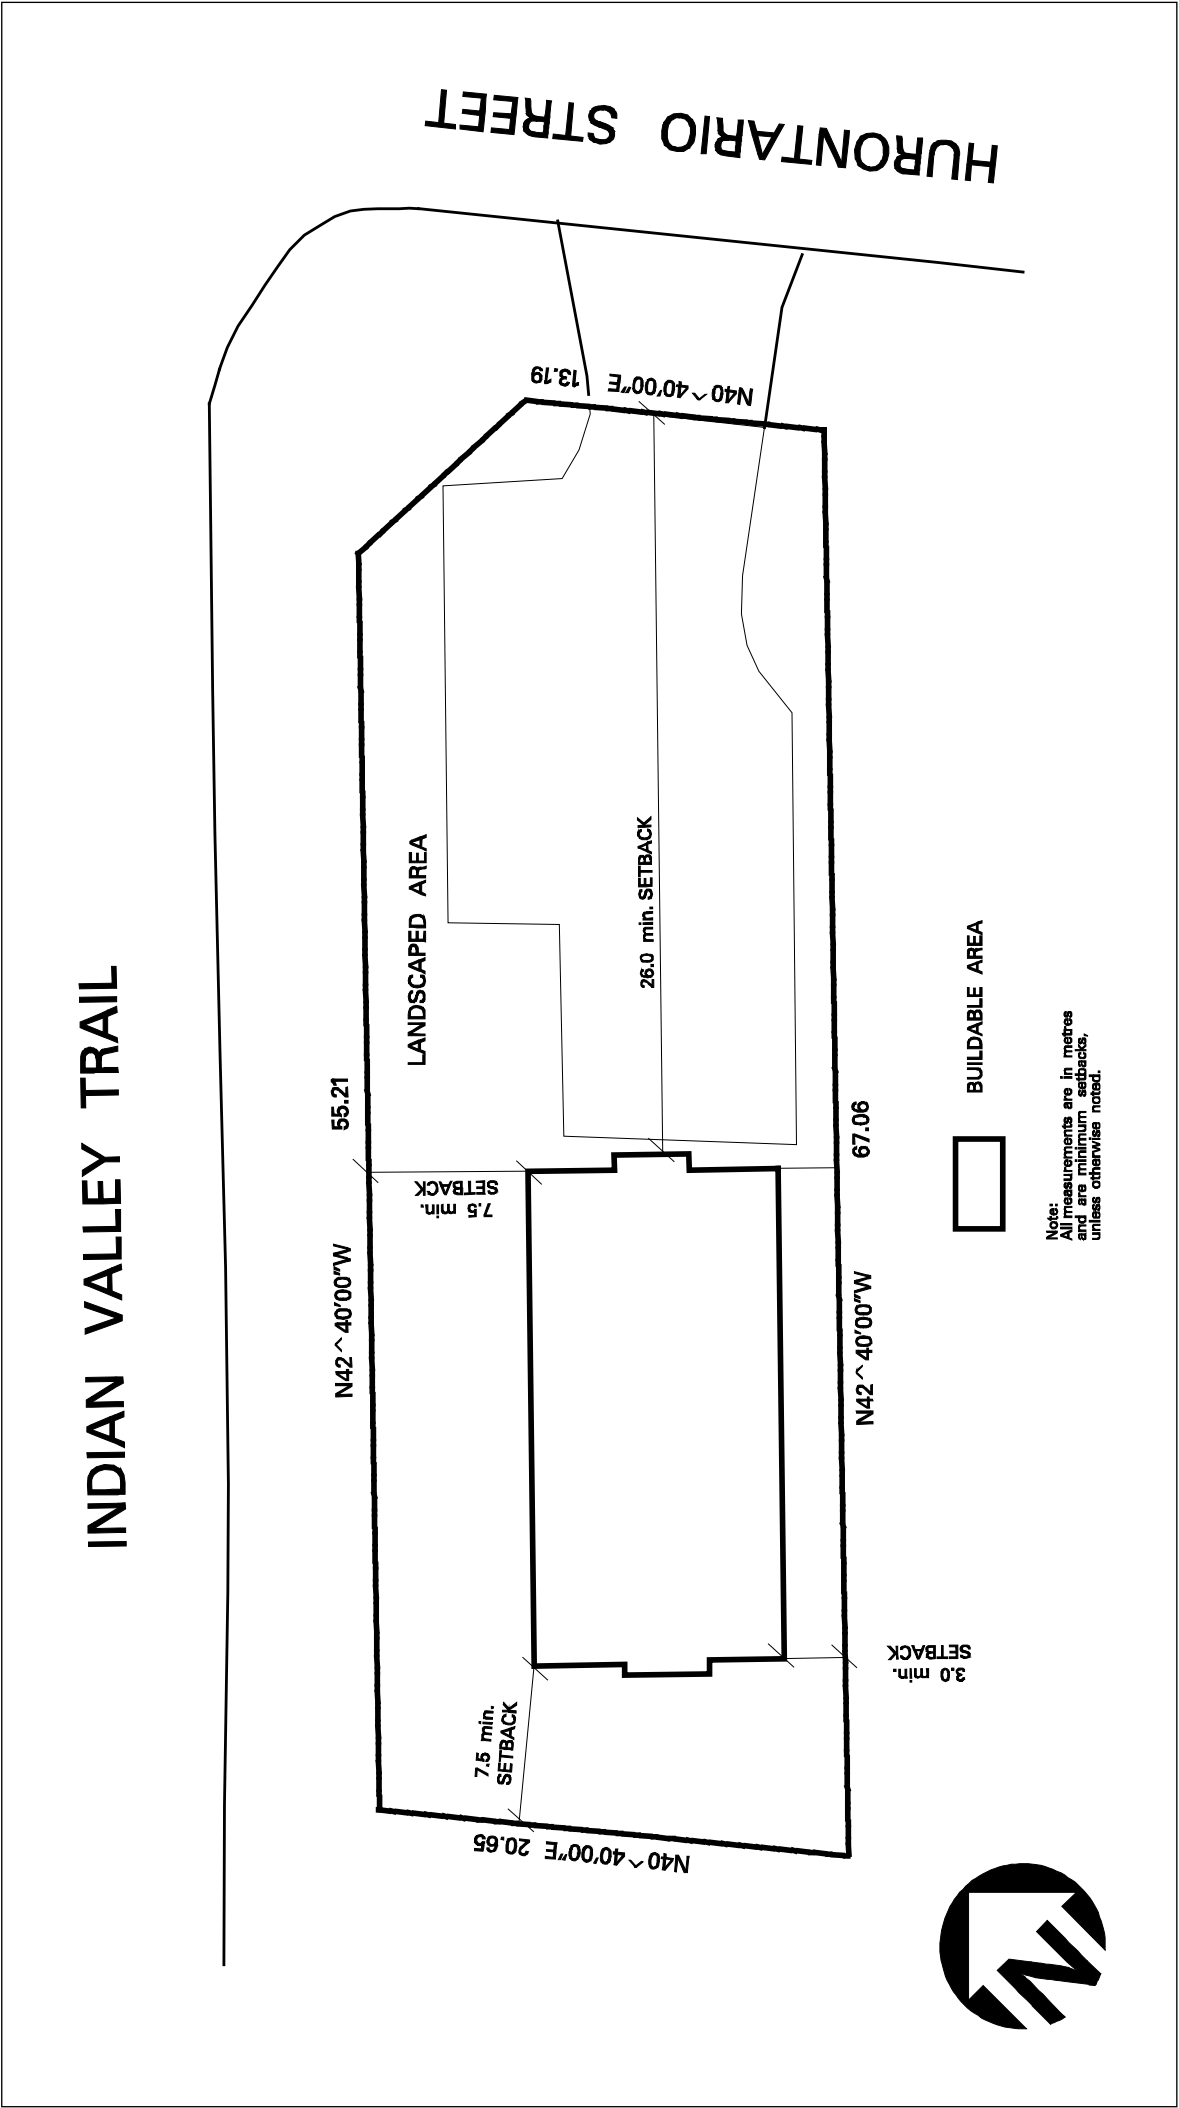 HURONTARIO STREET
INDIAN VALLEY TRAIL
N40^40'00"E 13.19
LANDSCAPED AREA
26.0 min. SETBACK
55.21
N42^40'00"W
7.5 min.
SETBACK
67.06
N42^40'00"W
BUILDABLE AREA
Note:
All measurements are in metres
and are minimum setbacks,
unless otherwise noted.
3.0 min.
SETBACK
7.5 min.
SETBACK
N40^40'00"E 20.65
N